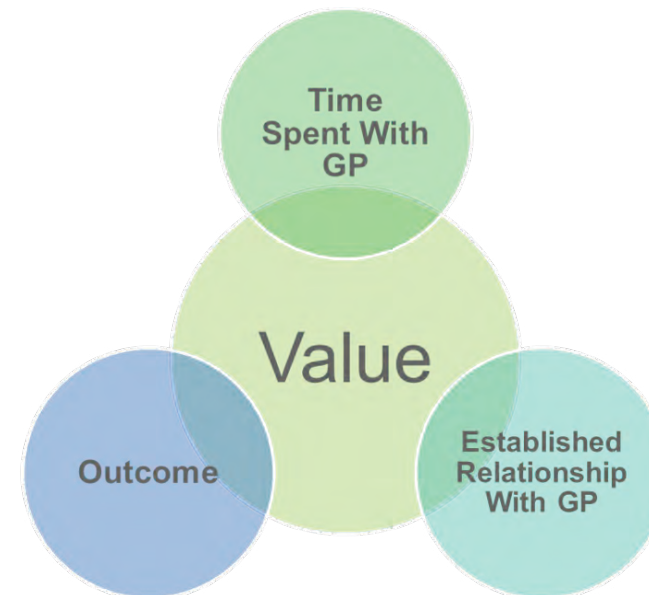 Time
Spent With
GP
Value
Outcome
Established
Relationship
With GP